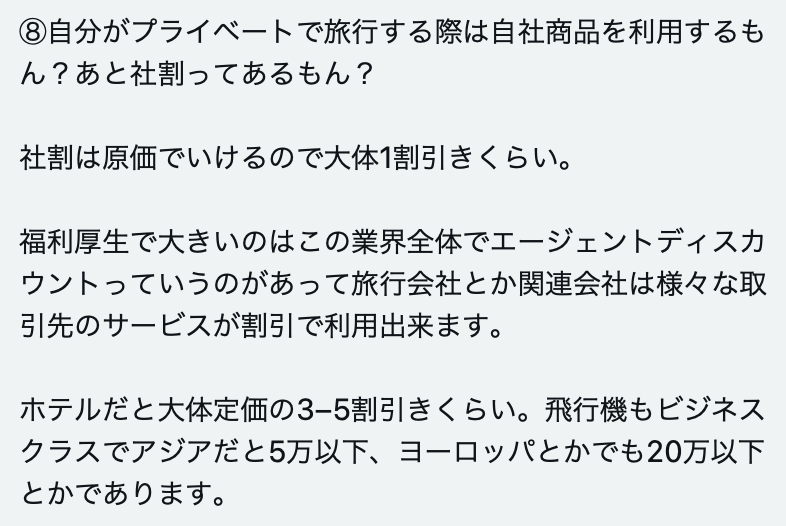 ⑧自分がプライベートで旅行する際は自社商品を利用するも
ん？あと社割ってあるもん？
社割は原価でいけるので大体1割引きくらい。
福利厚生で大きいのはこの業界全体でエージェントディスカ
ウントっていうのがあって旅行会社とか関連会社は様々な取
引先のサービスが割引で利用出来ます。
ホテルだと大体定価の3–5割引きくらい。飛行機もビジネス
クラスでアジアだと5万以下、ヨーロッパとかでも20万以下
とかであります。